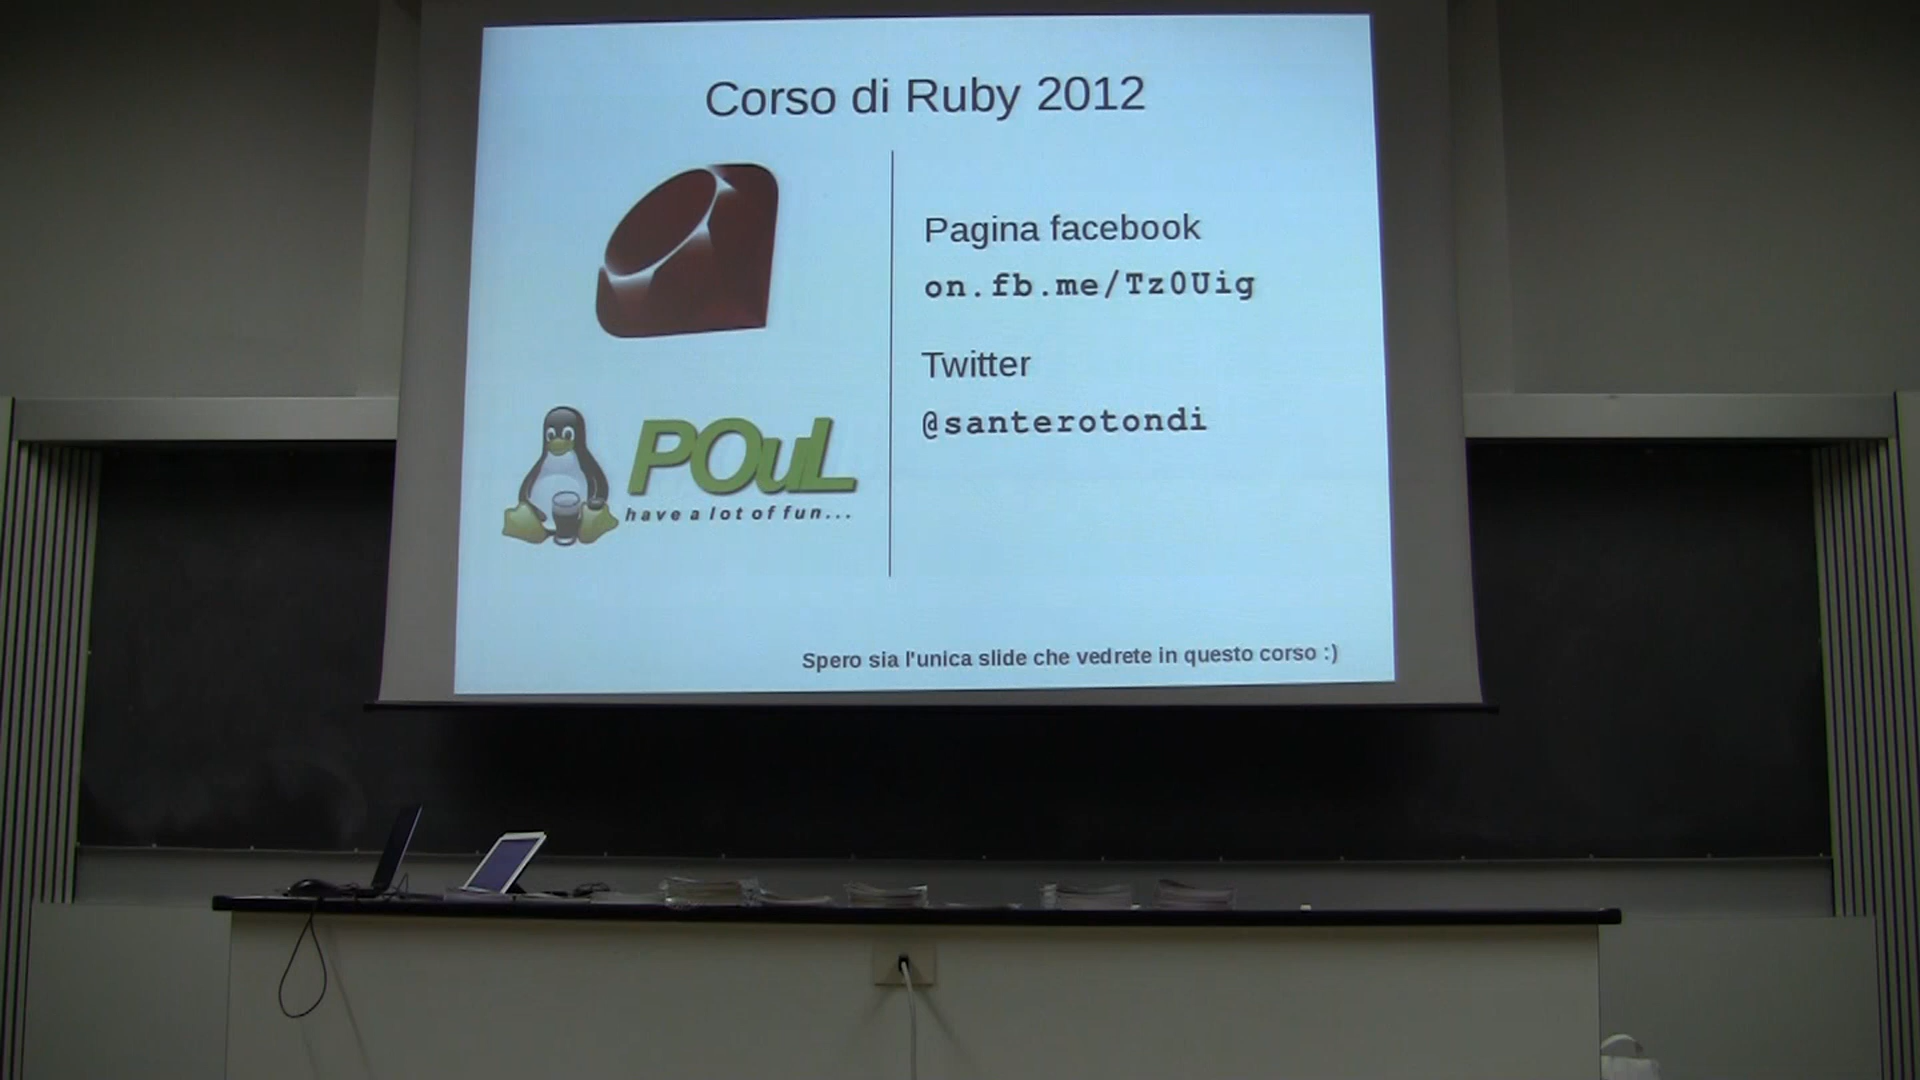 Corso di Ruby 2012
Pagina facebook
on.fb.me/Tz0Uig
Twitter
@santerotondi
POuL
have a lot of fun...
Spero sia l'unica slide che vedrete in questo corso :)